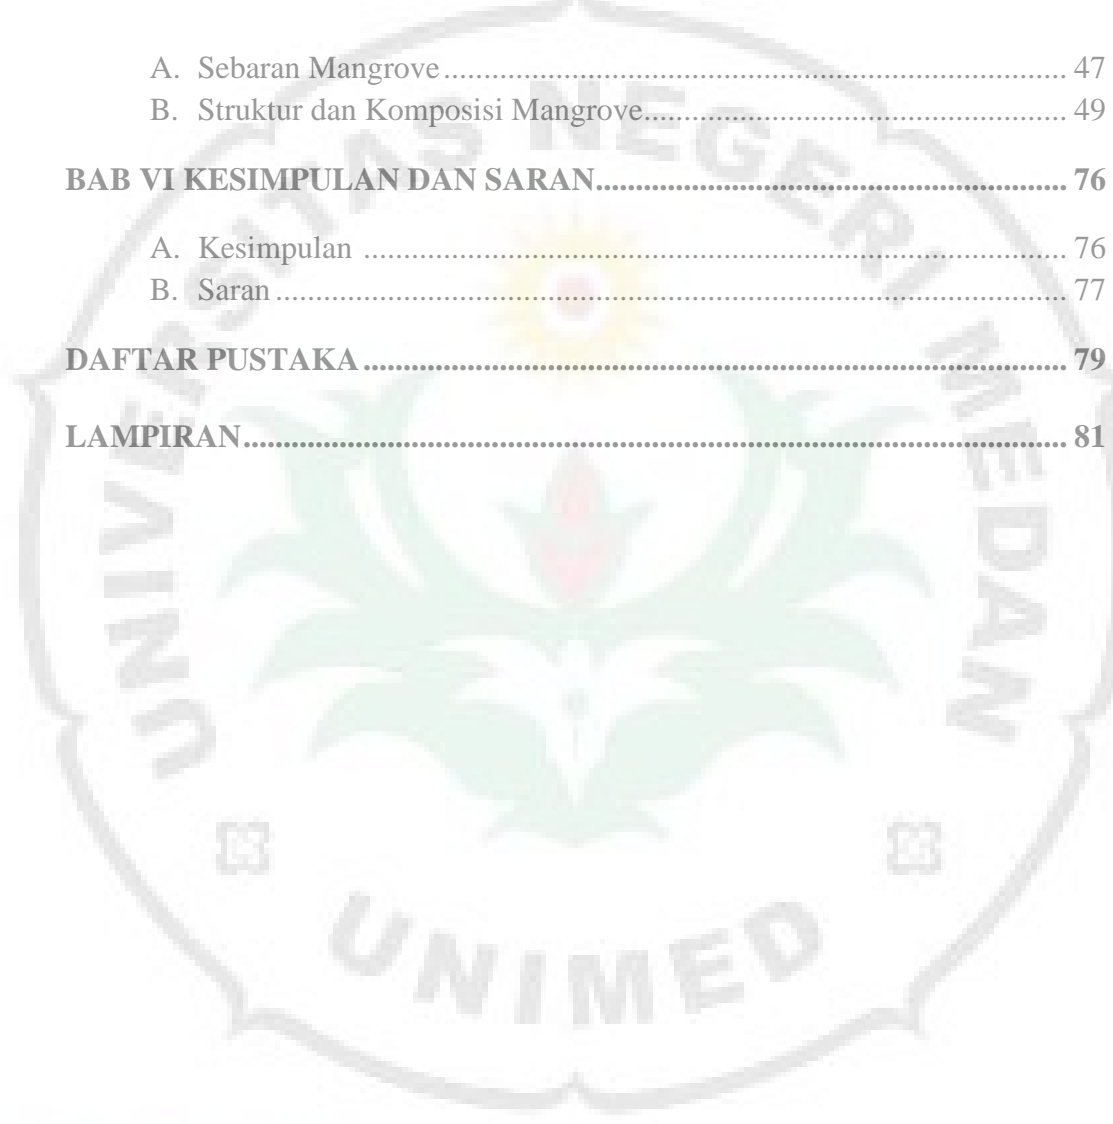 A. Sebaran Mangrove.......................................................................... 47
B. Struktur dan Komposisi Mangrove.................................................. 49
BAB VI KESIMPULAN DAN SARAN........................................................ 76
A. Kesimpulan .................................................................................... 76
B. Saran............................................................................................... 77
DAFTAR PUSTAKA.................................................................................... 79
LAMPIRAN.................................................................................................. 81
UNIVERSITAS NEGERI MEDAN
UNIMED